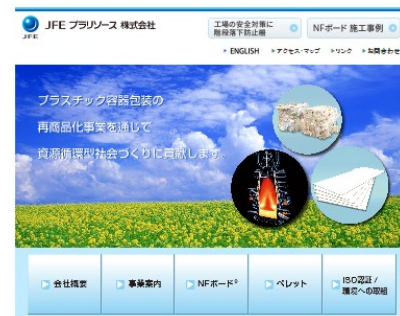 JFE
JFE プラリソース 株式会社
工場の安全対策に
階段落下防止柵
NFボード 施工事例
ENGLISH
アクセス・マップ
リンク
お問合わせ
プラスチック容器包装の
再商品化事業を通じて
資源循環型社会づくりに貢献します。
会社概要
事業案内
NFボード®
ペレット
ISO認証/
環境への取組